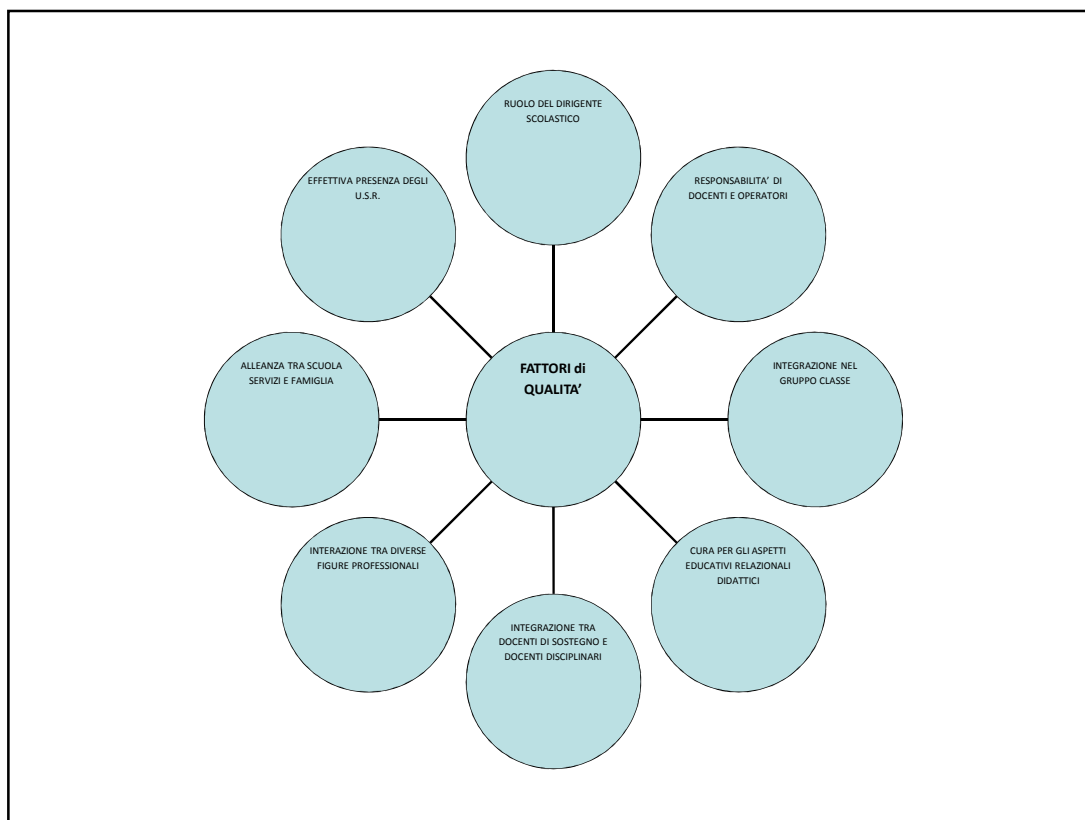 RUOLO DEL DIRIGENTE
SCOLASTICO
EFFETTIVA PRESENZA DEGLI
U.S.R.
RESPONSABILITA’ DI
DOCENTI E OPERATORI
ALLEANZA TRA SCUOLA
SERVIZI E FAMIGLIA
FATTORI di
QUALITA’
INTEGRAZIONE NEL
GRUPPO CLASSE
INTERAZIONE TRA DIVERSE
FIGURE PROFESSIONALI
CURA PER GLI ASPETTI
EDUCATIVI RELAZIONALI
DIDATTICI
INTEGRAZIONE TRA
DOCENTI DI SOSTEGNO E
DOCENTI DISCIPLINARI